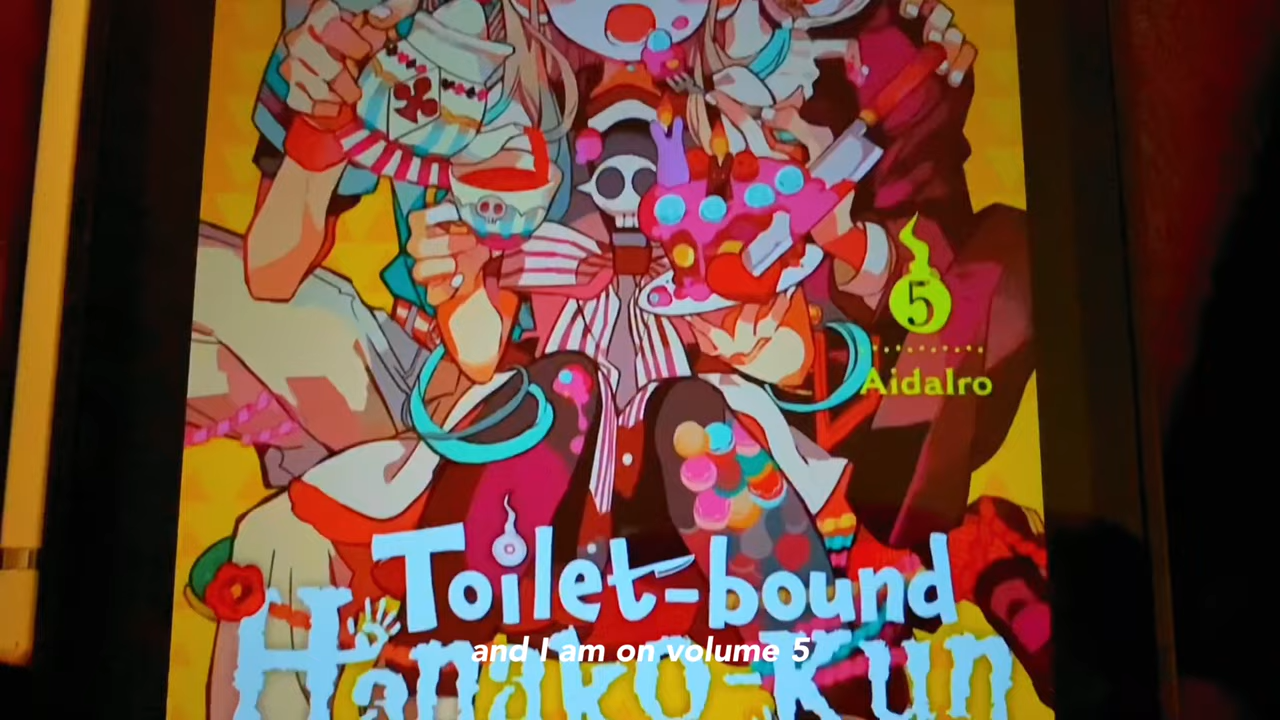 5
AidaIro
Toilet-bound
Hanako-kun
and I am on volume 5